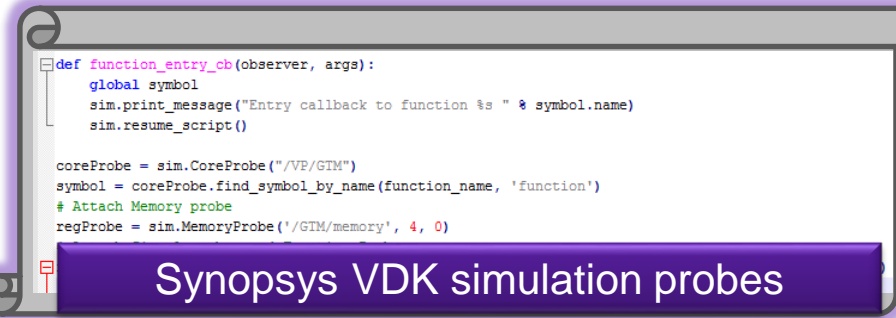 def function_entry_cb(observer, args):
    global symbol
    sim.print_message("Entry callback to function %s " % symbol.name)
    sim.resume_script()
coreProbe = sim.CoreProbe("/VP/GTM")
symbol = coreProbe.find_symbol_by_name(function_name, 'function')
# Attach Memory probe
regProbe = sim.MemoryProbe('/GTM/memory', 4, 0)
Synopsys VDK simulation probes